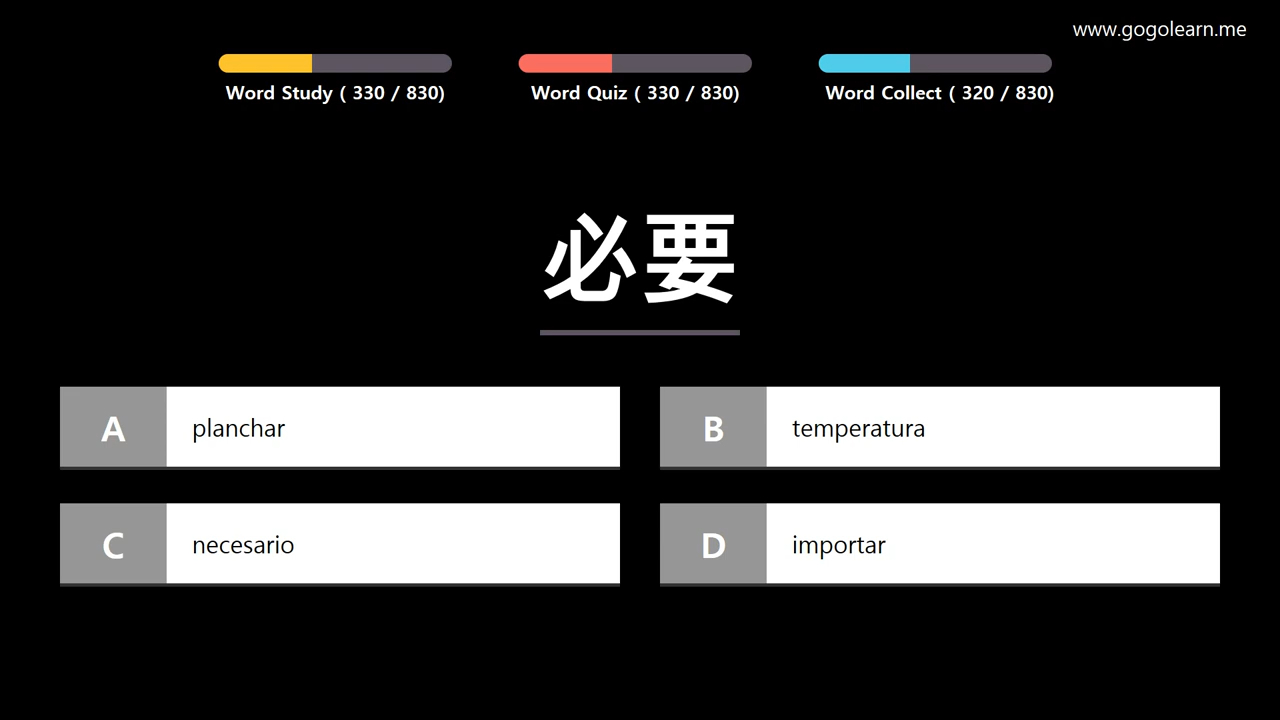 www.gogolearn.me
Word Study ( 330 / 830)
Word Quiz ( 330 / 830)
Word Collect ( 320 / 830)
必要
A planchar
B temperatura
C necesario
D importar